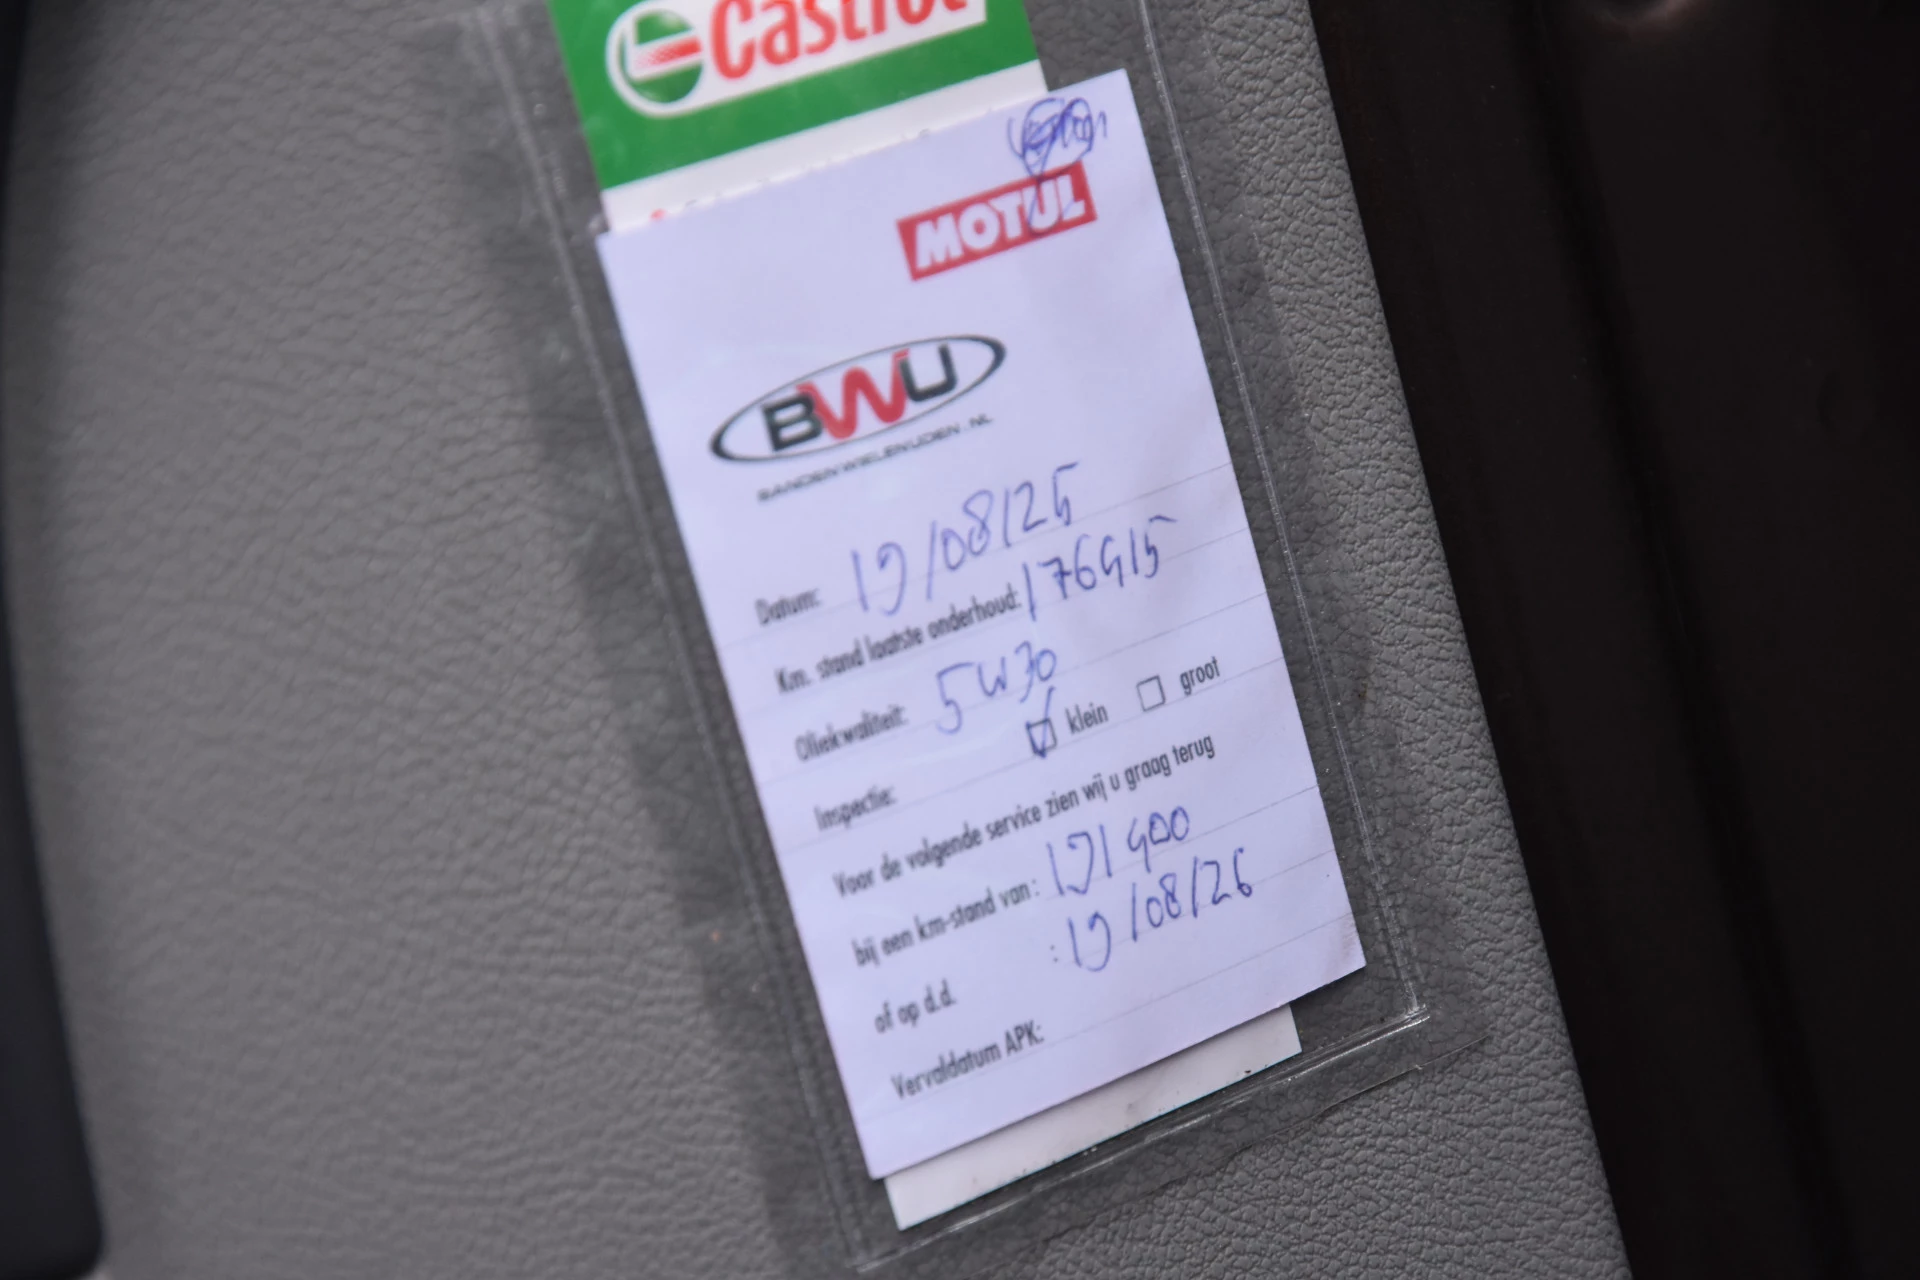 Castrol
MOTUL
BWU
BANDENWIELENUDEN.NL
Datum: 19/08/25
Km. stand laatste onderhoud: 176415
Oliekwaliteit: 5W30
Inspectie: klein groot
Voor de volgende service zien wij u graag terug
bij een km-stand van: 191400
of op d.d. : 19/08/26
Vervaldatum APK: